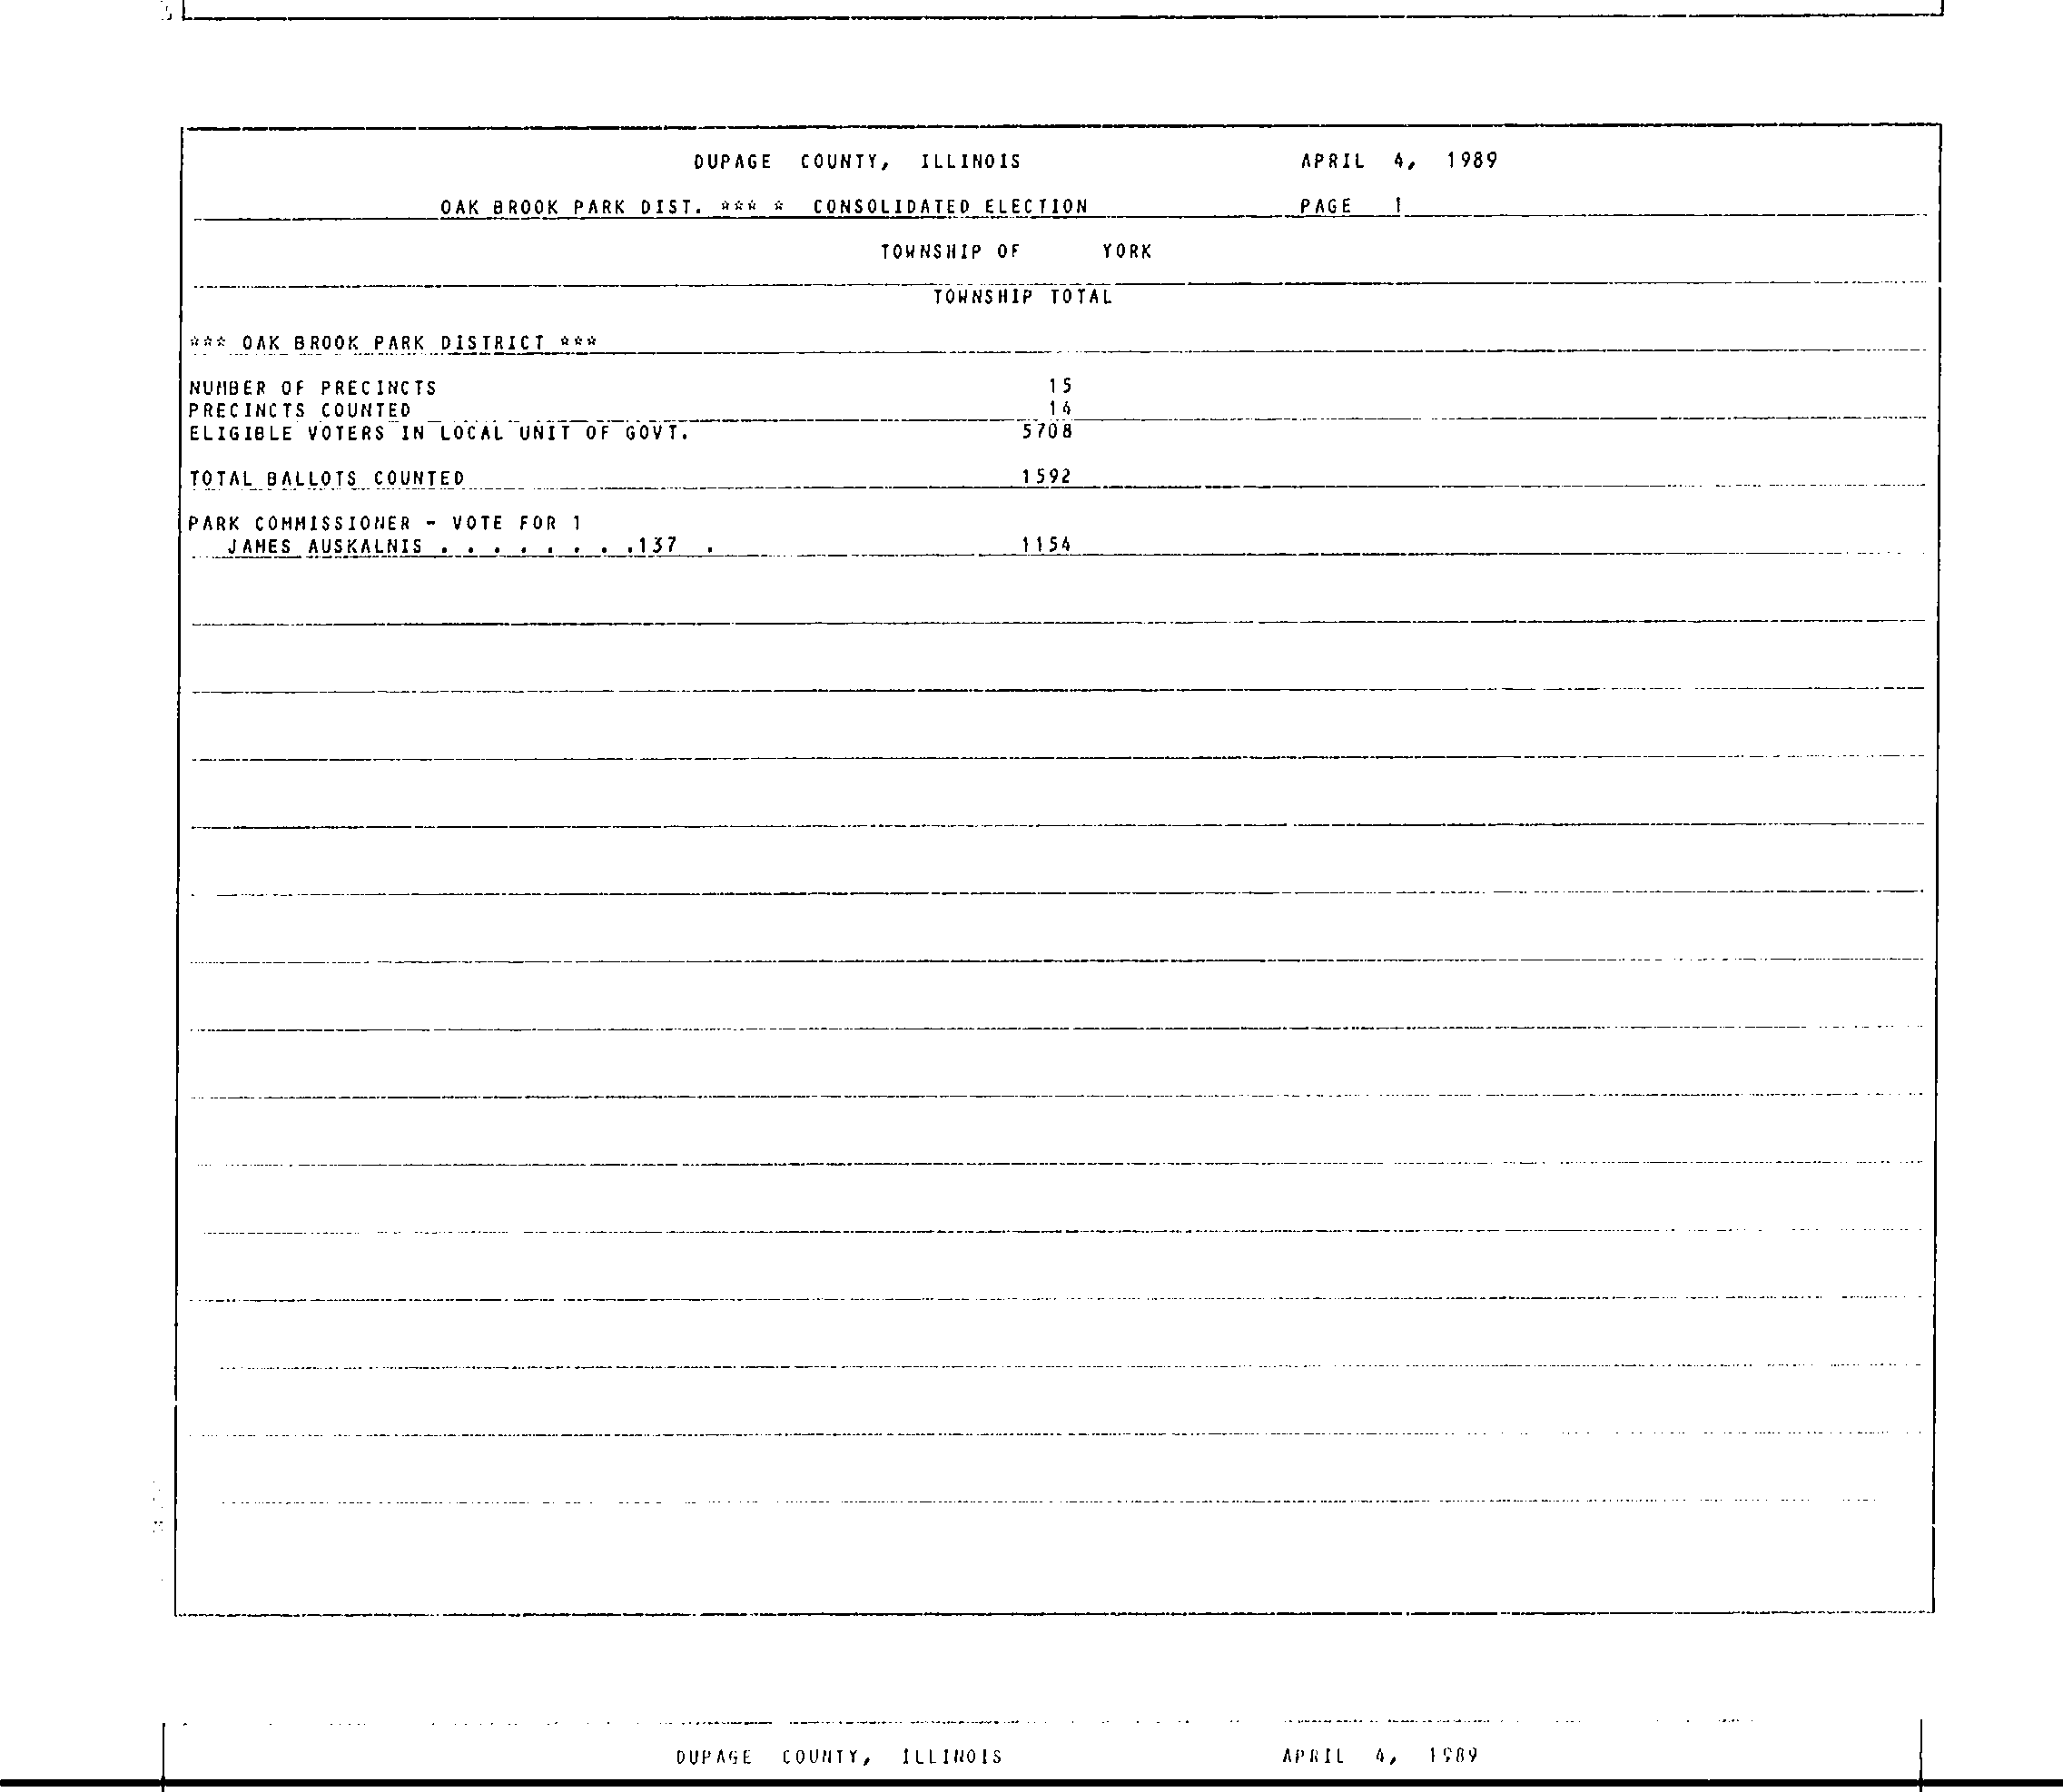 DUPAGE COUNTY, ILLINOIS APRIL 4, 1989
OAK BROOK PARK DIST. *** * CONSOLIDATED ELECTION PAGE 1
TOWNSHIP OF YORK
TOWNSHIP TOTAL
*** OAK BROOK PARK DISTRICT ***
NUMBER OF PRECINCTS 15
PRECINCTS COUNTED 14
ELIGIBLE VOTERS IN LOCAL UNIT OF GOVT. 5708
TOTAL BALLOTS COUNTED 1592
PARK COMMISSIONER - VOTE FOR 1
JAMES AUSKALNIS . . . . . . . .137 . 1154
DUPAGE COUNTY, ILLINOIS APRIL 4, 1989